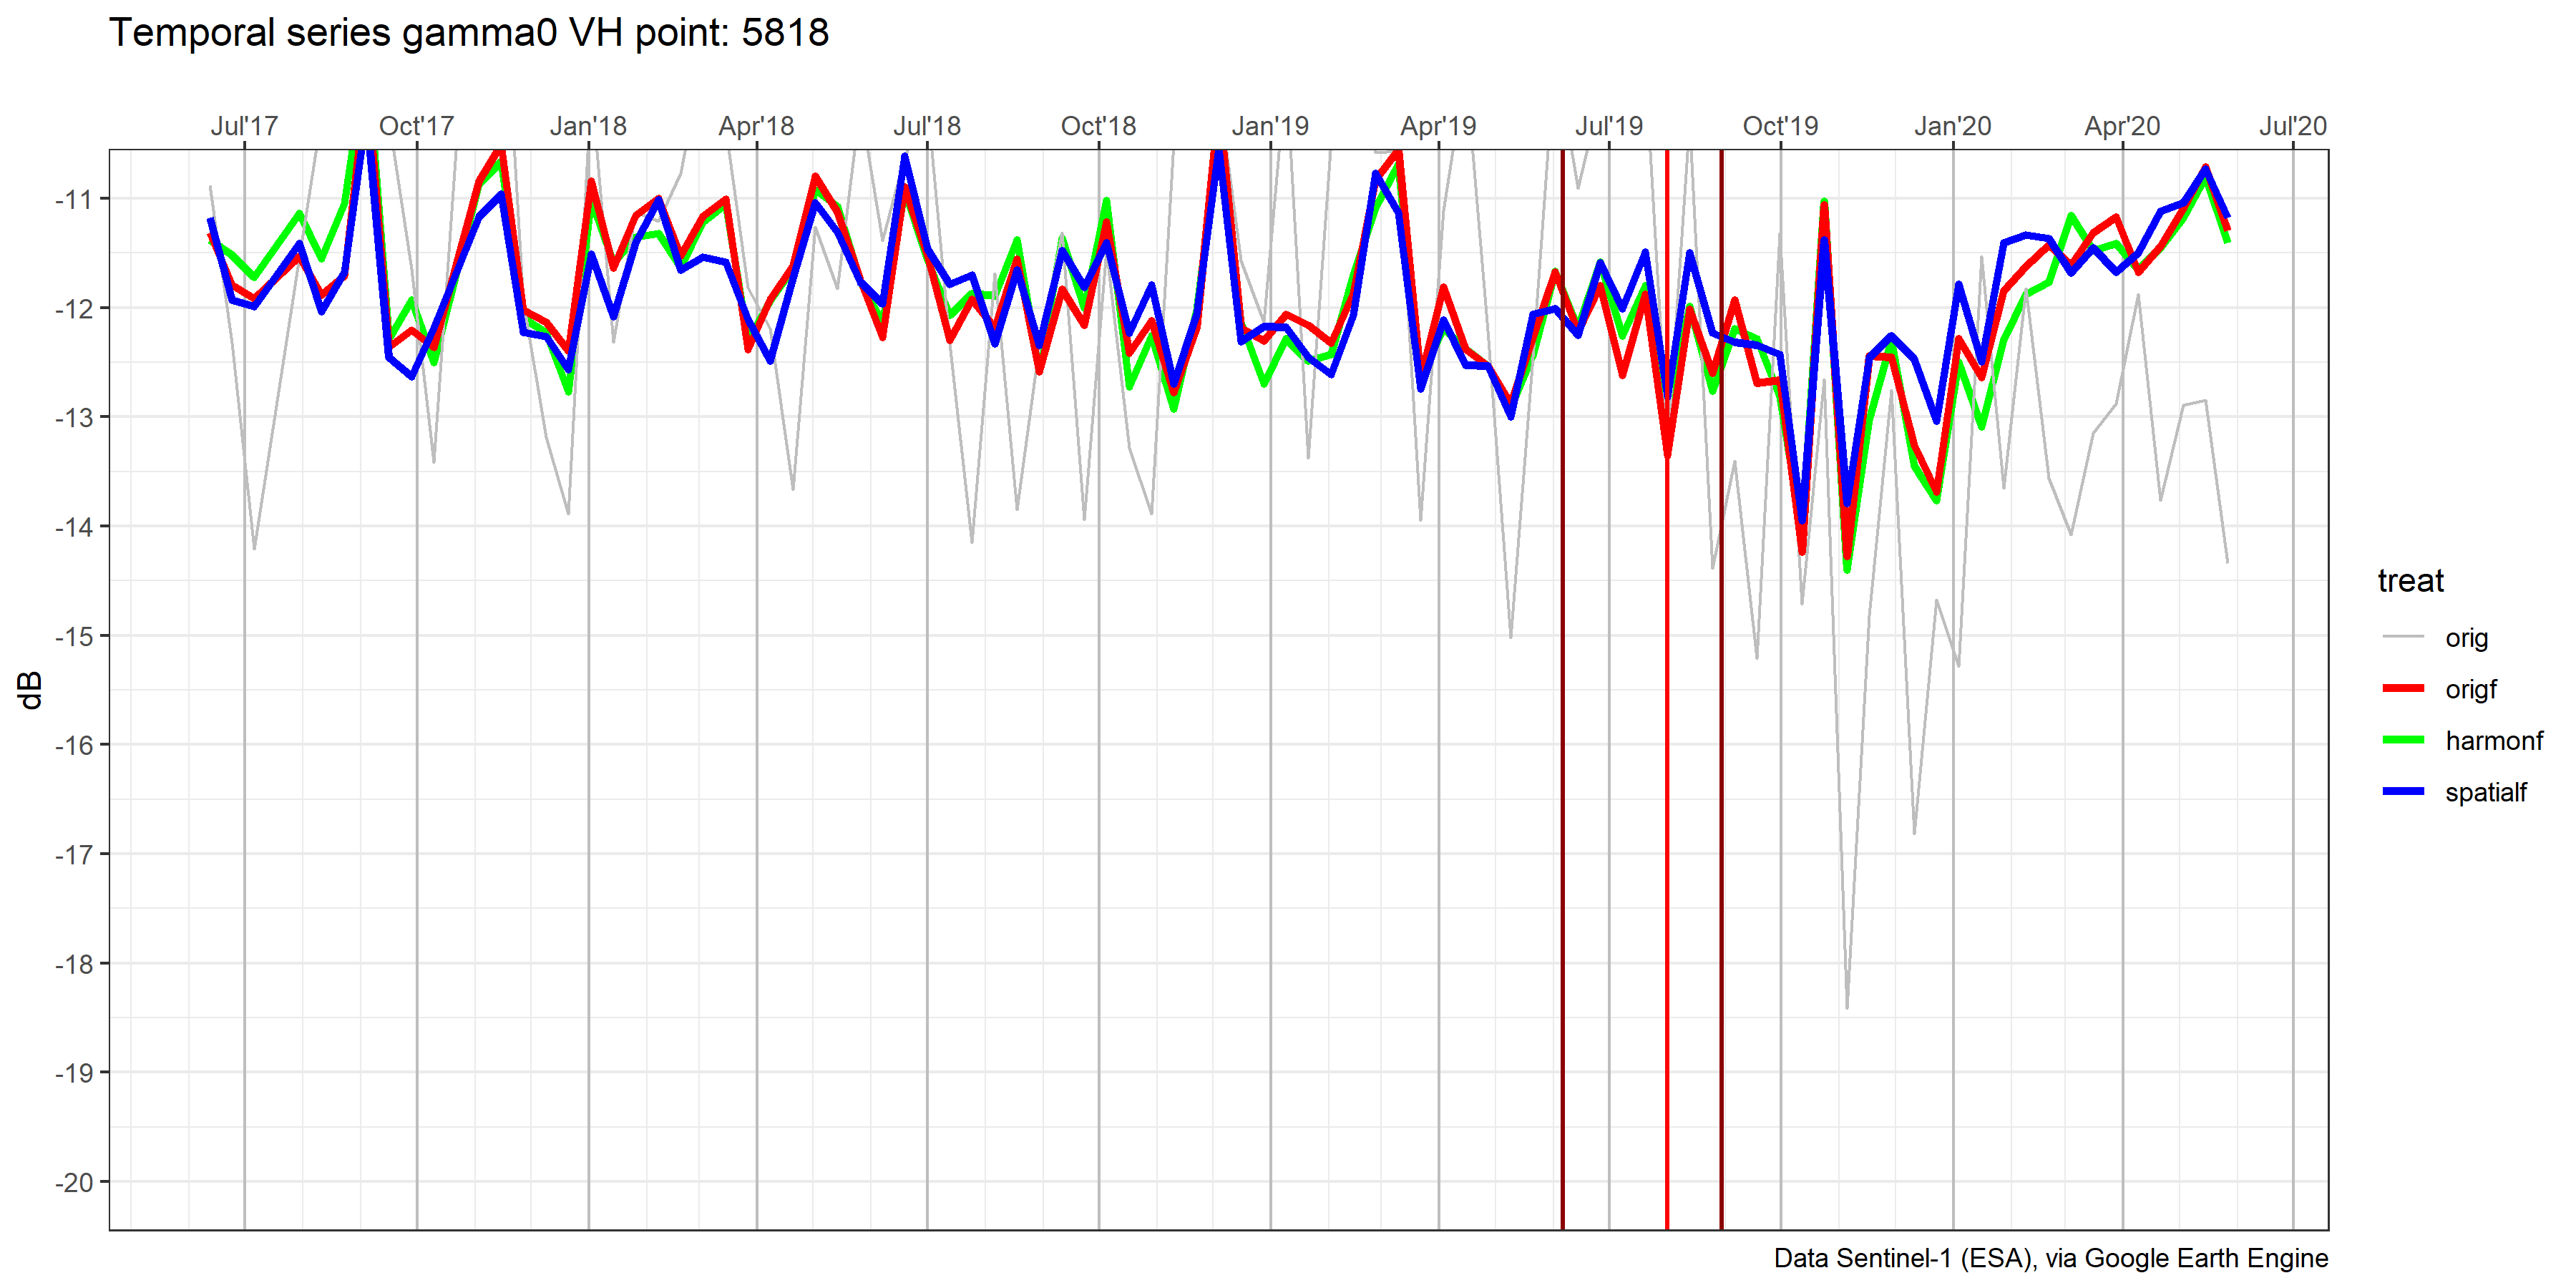 Temporal series gamma0 VH point: 5818
Jul'17 Oct'17 Jan'18 Apr'18 Jul'18 Oct'18 Jan'19 Apr'19 Jul'19 Oct'19 Jan'20 Apr'20 Jul'20
-11
-12
-13
-14
-15
-16
-17
-18
-19
-20
dB
treat
orig
origf
harmonf
spatialf
Data Sentinel-1 (ESA), via Google Earth Engine